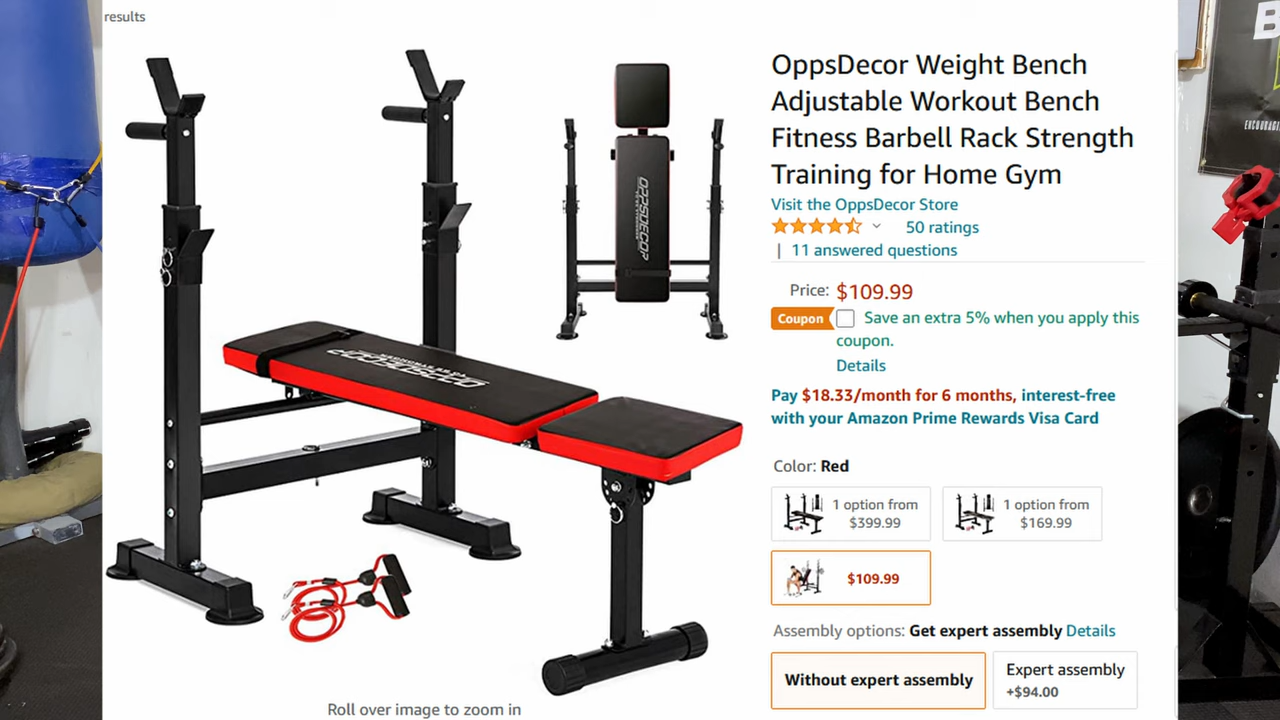 results
OppsDecor Weight Bench
Adjustable Workout Bench
Fitness Barbell Rack Strength
Training for Home Gym
Visit the OppsDecor Store
50 ratings
| 11 answered questions
Price: $109.99
Coupon Save an extra 5% when you apply this
coupon.
Details
Pay $18.33/month for 6 months, interest-free
with your Amazon Prime Rewards Visa Card
Color: Red
1 option from
$399.99
1 option from
$169.99
$109.99
Assembly options: Get expert assembly Details
Without expert assembly
Expert assembly
+$94.00
Roll over image to zoom in
OPPSDECOR
OPPSDECOR
B